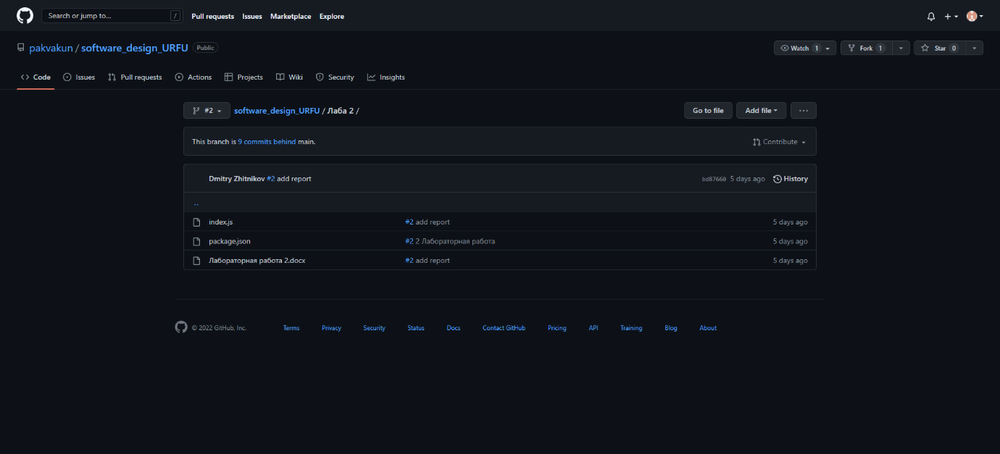 Search or jump to... / Pull requests Issues Marketplace Explore
pakvakun / software_design_URFU Public Watch 1 Fork 1 Star 0
Code Issues Pull requests Actions Projects Wiki Security Insights
#2 software_design_URFU / Лаба 2 / Go to file Add file ...
This branch is 9 commits behind main. Contribute
Dmitry Zhitnikov #2 add report bd87660 5 days ago History
..
index.js #2 add report 5 days ago
package.json #2 2 Лабораторная работа 5 days ago
Лабораторная работа 2.docx #2 add report 5 days ago
© 2022 GitHub, Inc. Terms Privacy Security Status Docs Contact GitHub Pricing API Training Blog About